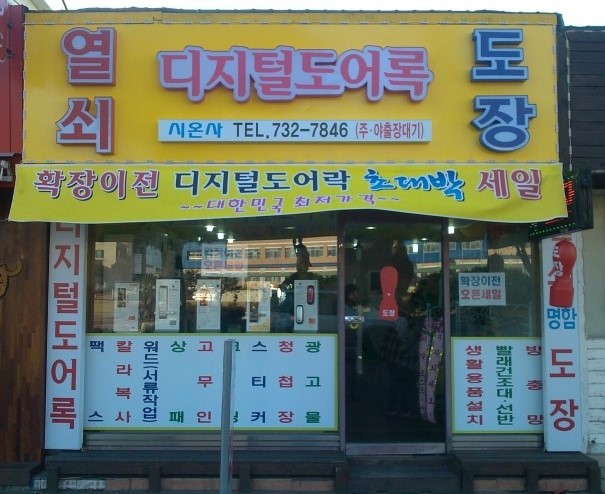 열쇠
디지털도어록
도장
시온사 TEL.732-7846 (주·야출장대기)
확장이전 디지털도어락 초대박 세일
~~대한민국 최저가격~~
디지털도어록
팩스
칼라복사
워드(서류작업)
상패
고무인
스티커
청첩장
광고물
도장
확장이전
오픈세일
생활용품설치
빨래건조대·선반
방충망
명함
도장